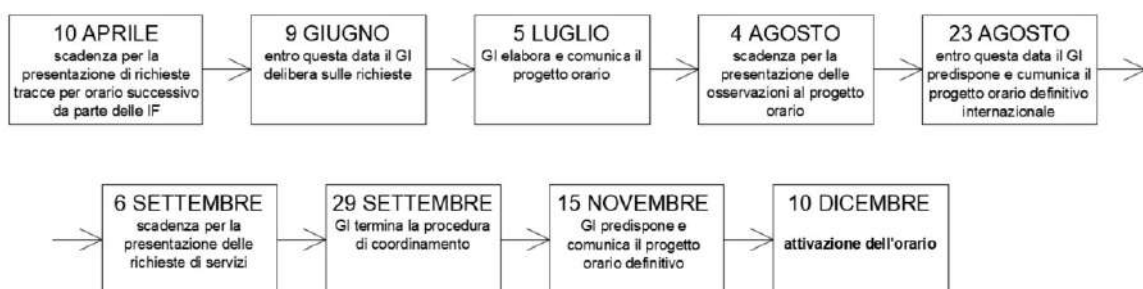 10 APRILE
scadenza per la
presentazione di richieste
tracce per orario successivo
da parte delle IF
9 GIUGNO
entro questa data il GI
delibera sulle richieste
5 LUGLIO
GI elabora e comunica il
progetto orario
4 AGOSTO
scadenza per la
presentazione delle
osservazioni al progetto
orario
23 AGOSTO
entro questa data il GI
predispone e cumunica il
progetto orario definitivo
internazionale
6 SETTEMBRE
scadenza per la
presentazione delle
richieste di servizi
29 SETTEMBRE
GI termina la procedura
di coordinamento
15 NOVEMBRE
GI predispone e
comunica il progetto
orario definitivo
10 DICEMBRE
attivazione dell'orario